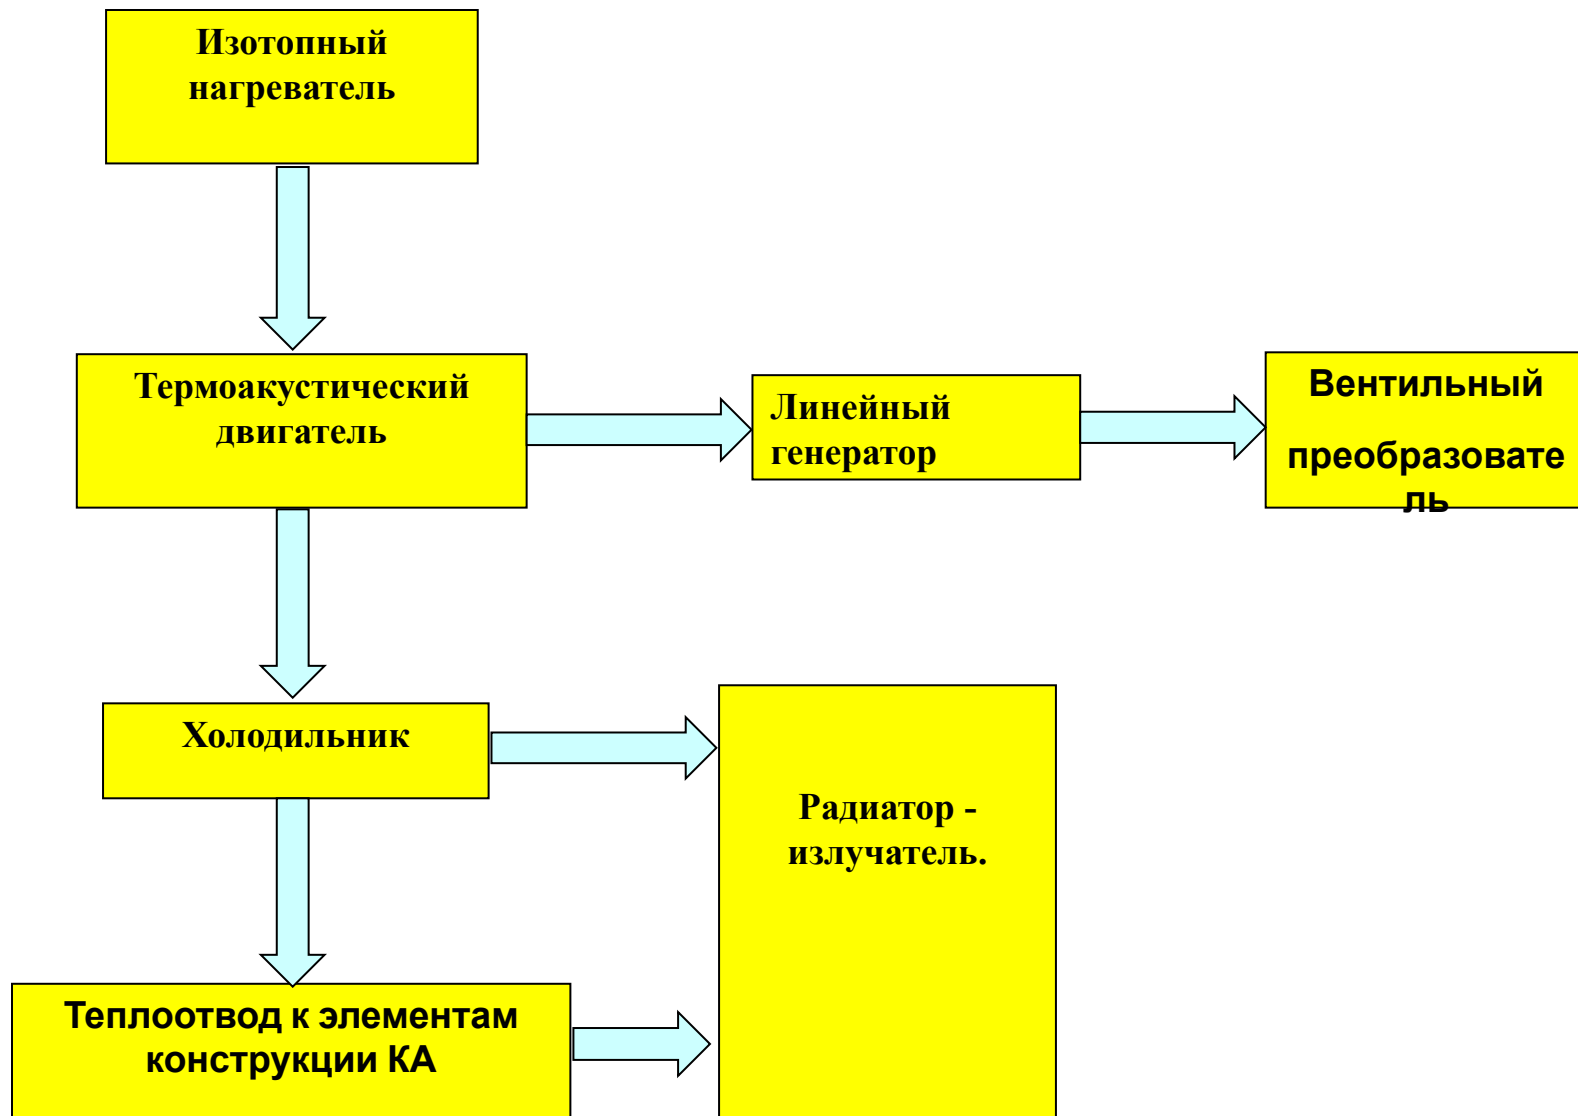 Изотопный
нагреватель
Термоакустический
двигатель
Линейный
генератор
Вентильный
преобразовате
ль
Холодильник
Радиатор -
излучатель.
Теплоотвод к элементам
конструкции КА